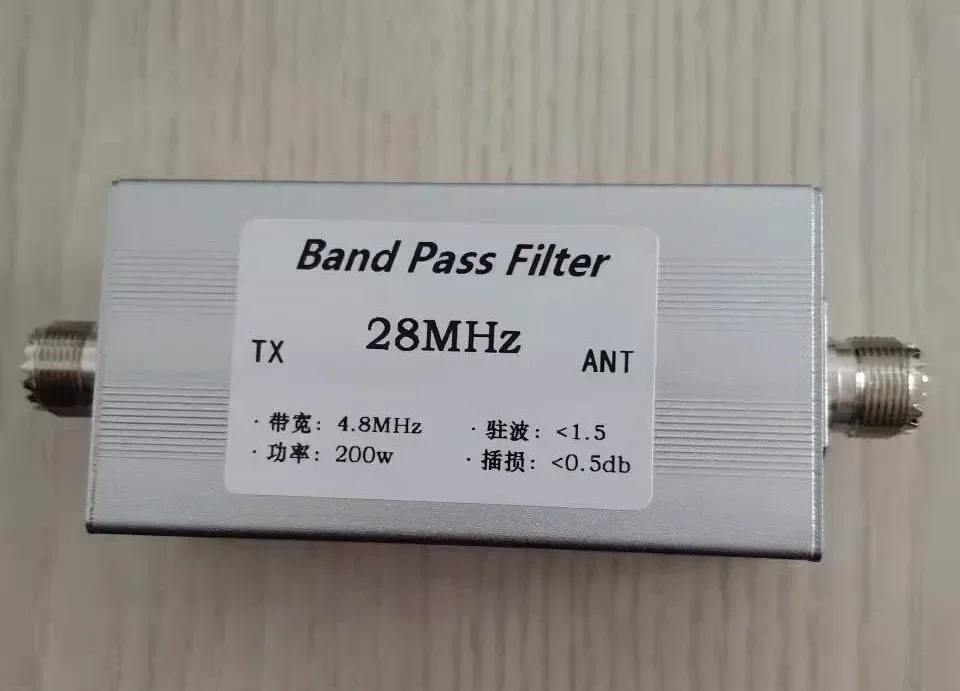 Band Pass Filter
28MHz
TX
ANT
· 带宽: 4.8MHz · 驻波: <1.5
· 功率: 200w · 插损: <0.5db